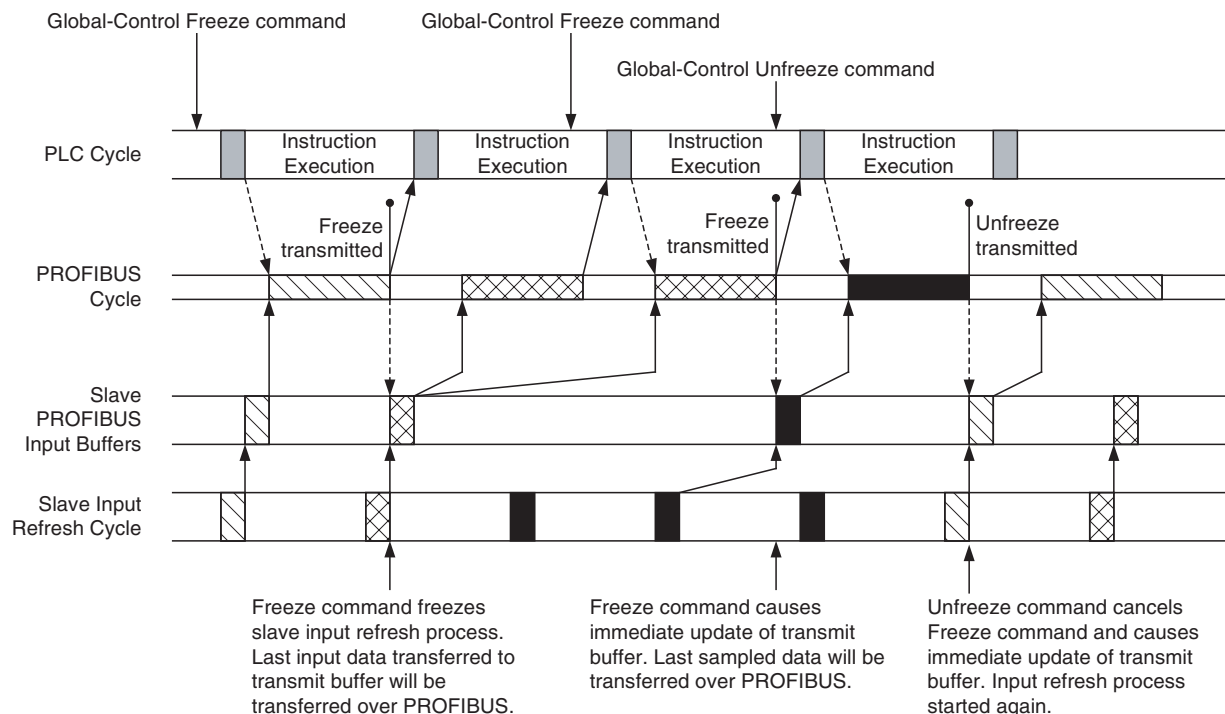 Global-Control Freeze command
Global-Control Freeze command
Global-Control Unfreeze command
PLC Cycle
Instruction
Execution
Instruction
Execution
Instruction
Execution
Instruction
Execution
Freeze
transmitted
Freeze
transmitted
Unfreeze
transmitted
PROFIBUS
Cycle
Slave
PROFIBUS
Input Buffers
Slave Input
Refresh Cycle
Freeze command freezes
slave input refresh process.
Last input data transferred to
transmit buffer will be
transferred over PROFIBUS.
Freeze command causes
immediate update of transmit
buffer. Last sampled data will be
transferred over PROFIBUS.
Unfreeze command cancels
Freeze command and causes
immediate update of transmit
buffer. Input refresh process
started again.